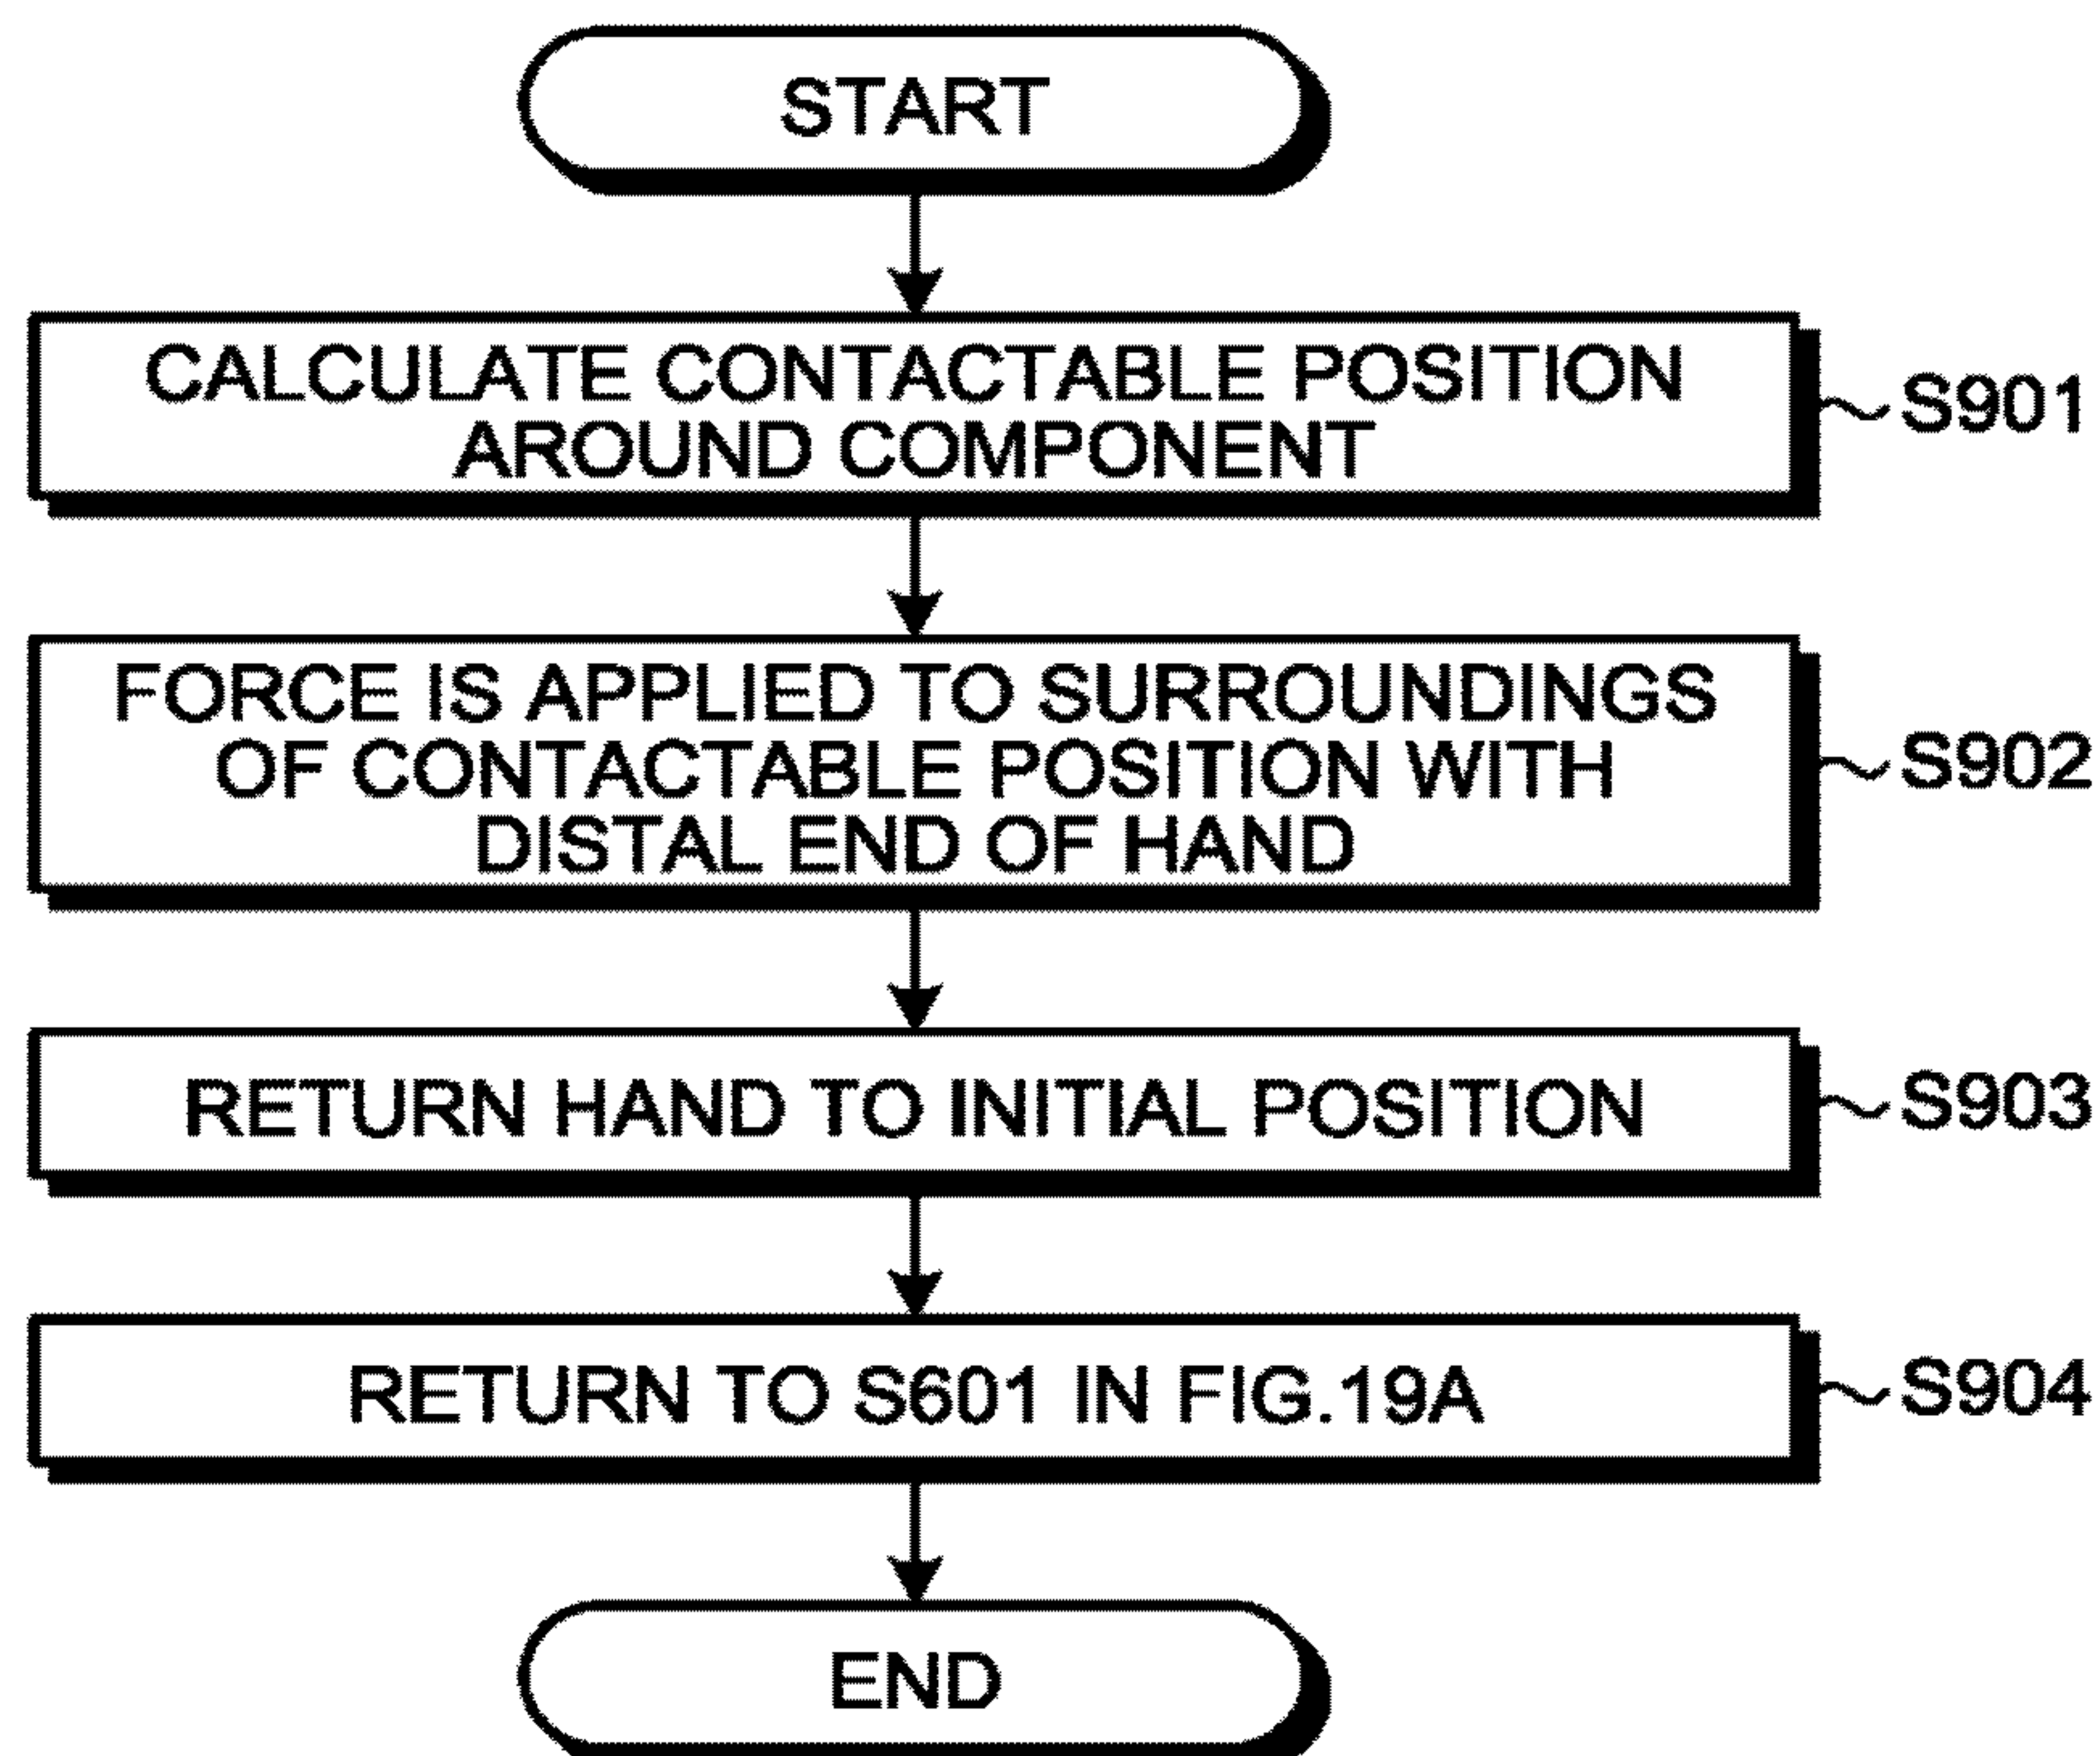 START
CALCULATE CONTACTABLE POSITION
AROUND COMPONENT
S901
FORCE IS APPLIED TO SURROUNDINGS
OF CONTACTABLE POSITION WITH
DISTAL END OF HAND
S902
RETURN HAND TO INITIAL POSITION
S903
RETURN TO S601 IN FIG.19A
S904
END